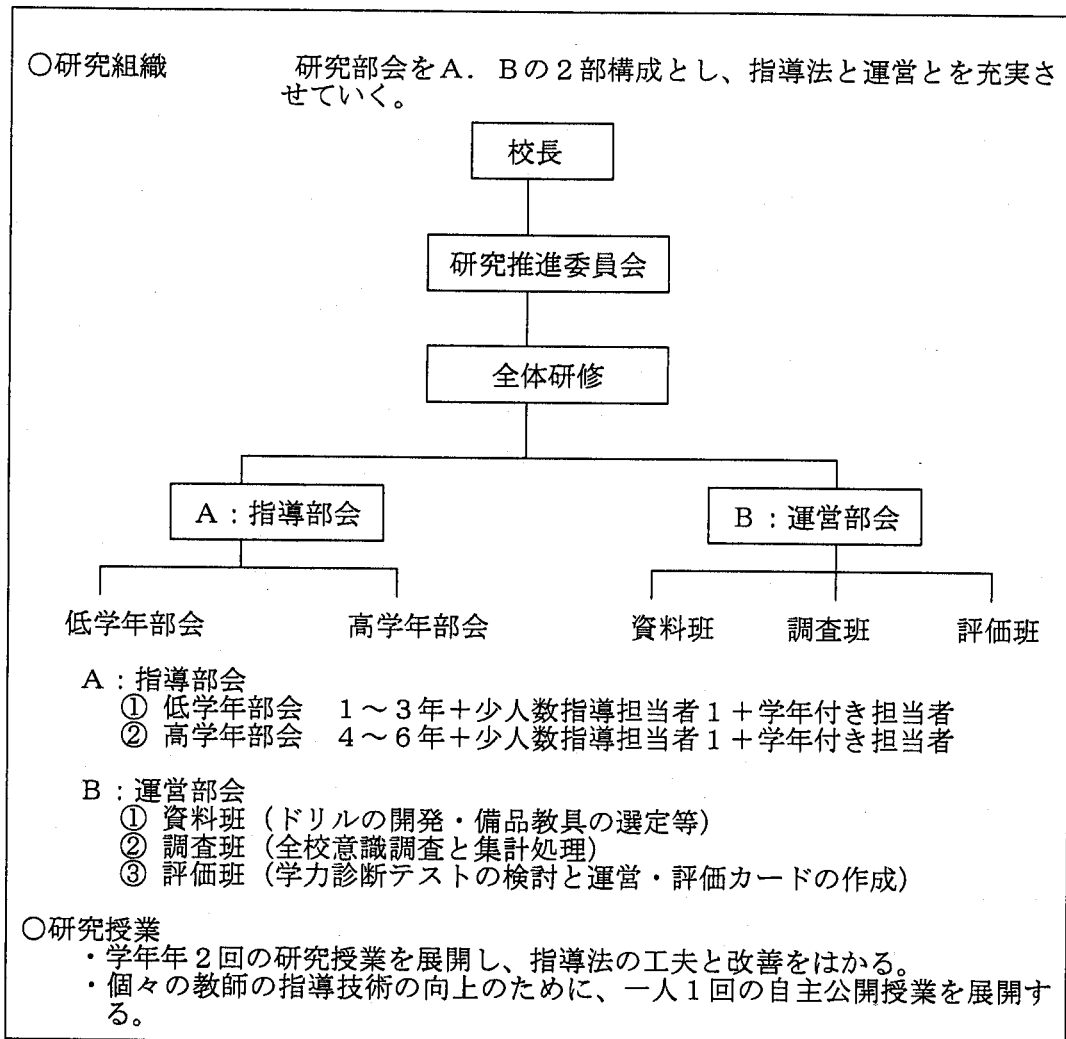 ○研究組織　研究部会をA．Bの2部構成とし、指導法と運営とを充実さ
せていく。
校長
研究推進委員会
全体研修
A：指導部会　B：運営部会
低学年部会　高学年部会　資料班　調査班　評価班
A：指導部会
① 低学年部会　1～3年＋少人数指導担当者1＋学年付き担当者
② 高学年部会　4～6年＋少人数指導担当者1＋学年付き担当者
B：運営部会
① 資料班（ドリルの開発・備品教具の選定等）
② 調査班（全校意識調査と集計処理）
③ 評価班（学力診断テストの検討と運営・評価カードの作成）
○研究授業
・学年年2回の研究授業を展開し、指導法の工夫と改善をはかる。
・個々の教師の指導技術の向上のために、一人1回の自主公開授業を展開す
る。